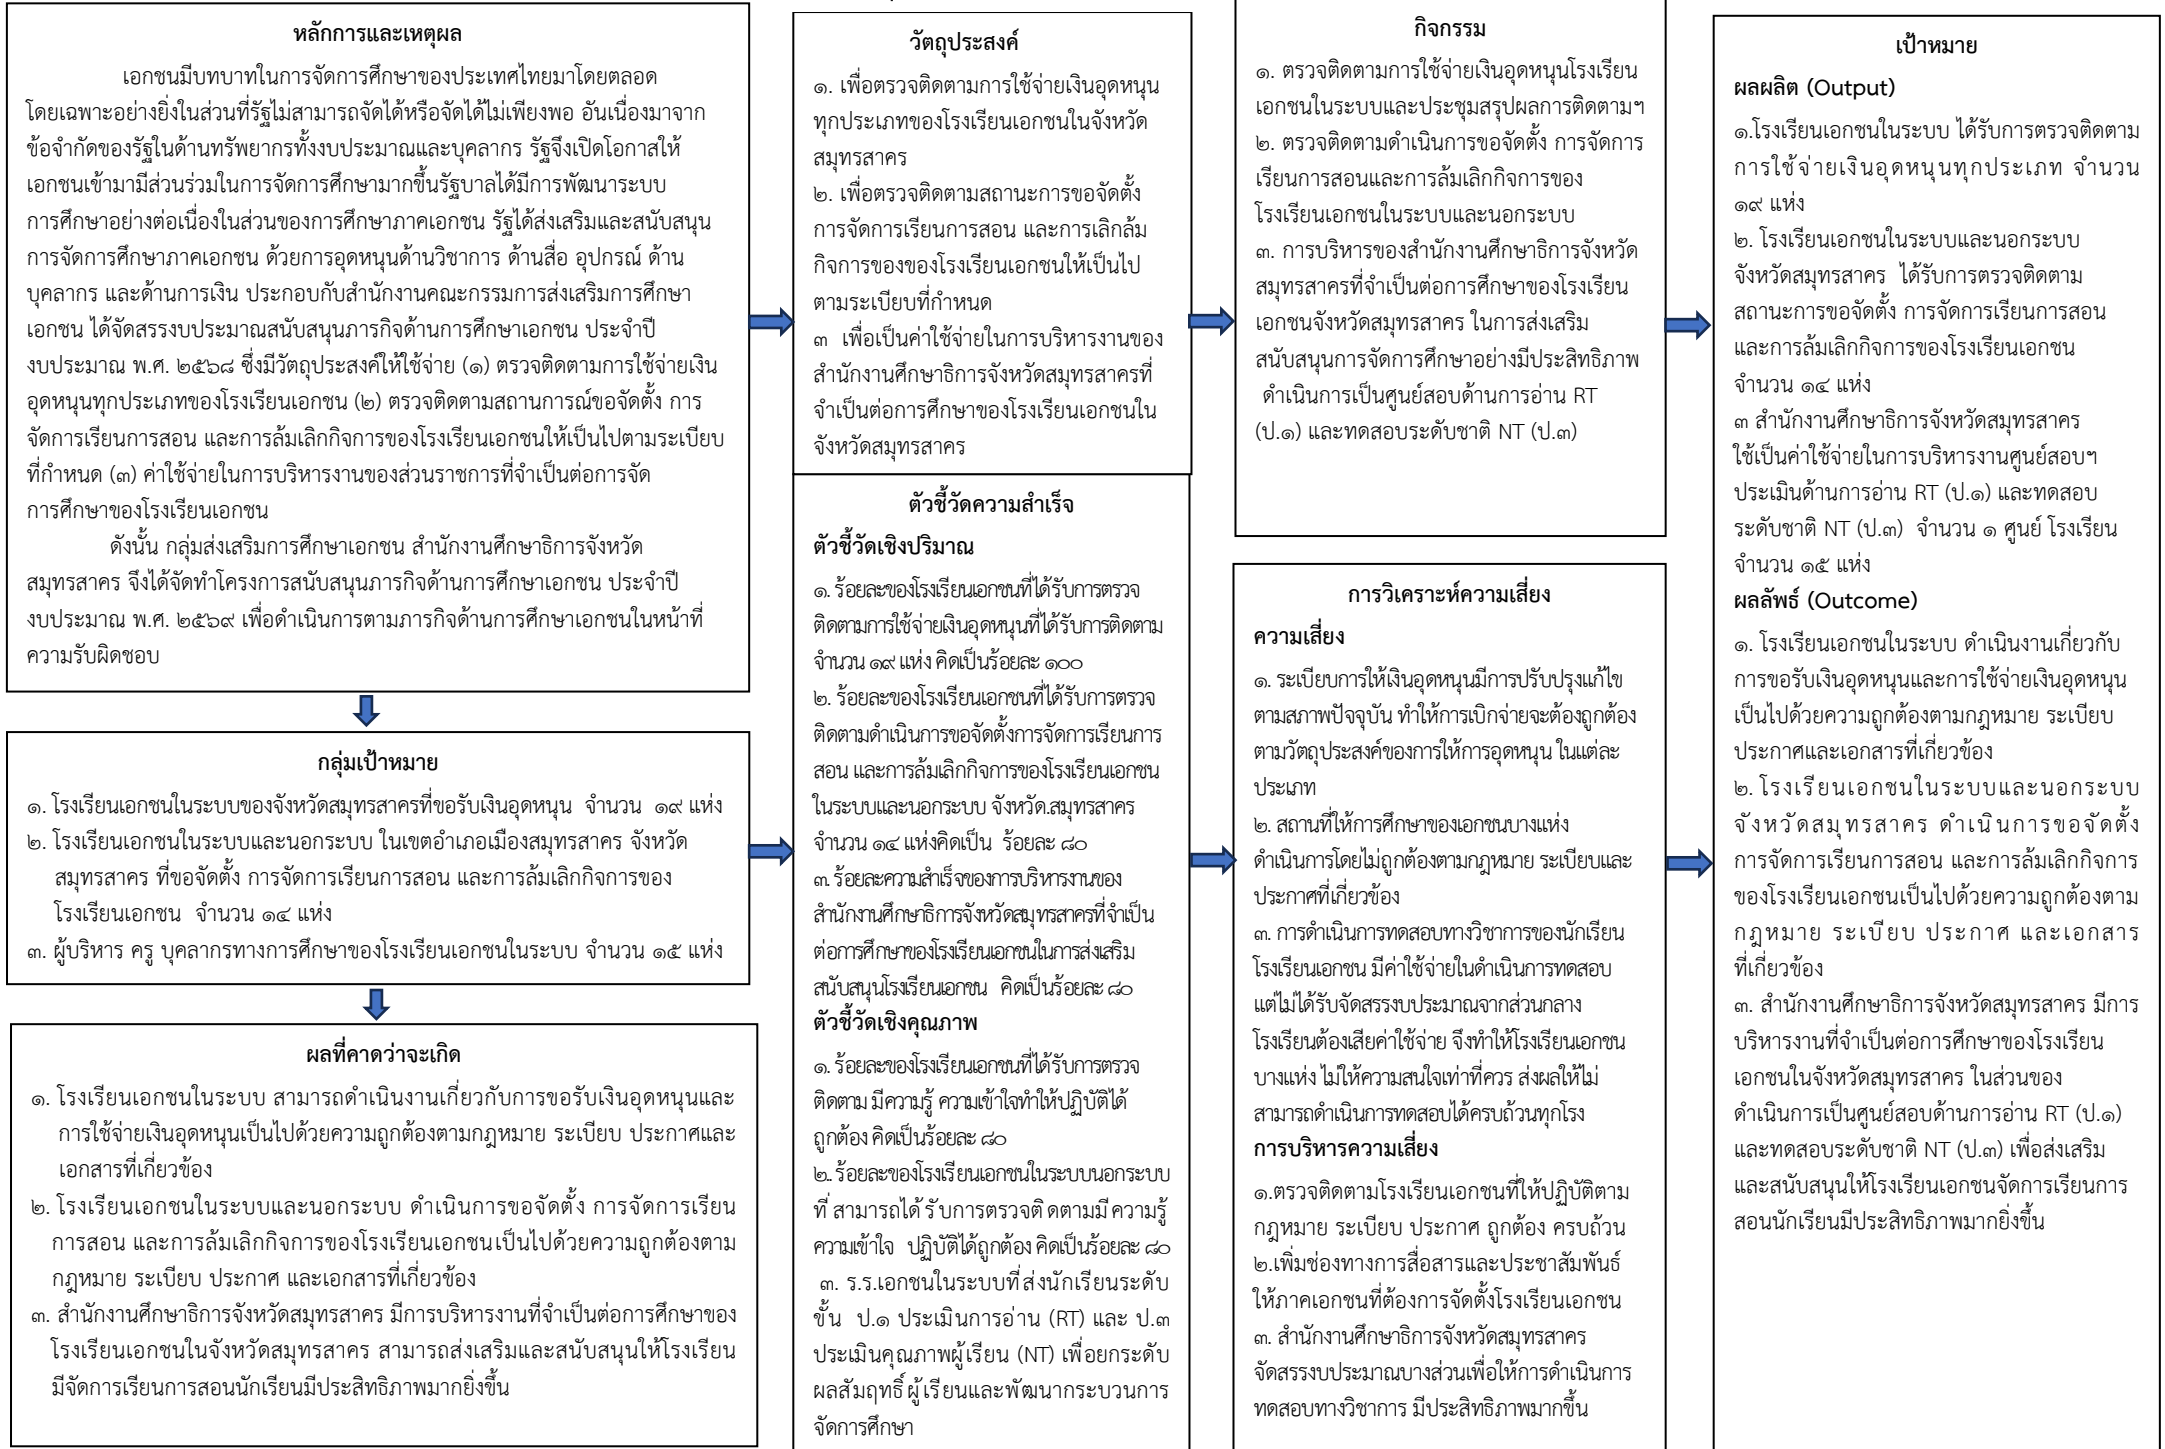 หลักการและเหตุผล
เอกชนมีบทบาทในการจัดการศึกษาของประเทศไทยมาโดยตลอด
โดยเฉพาะอย่างยิ่งในส่วนที่รัฐไม่สามารถจัดได้หรือจัดได้ไม่เพียงพอ อันเนื่องมาจาก
ข้อจำกัดของรัฐในด้านทรัพยากรทั้งงบประมาณและบุคลากร รัฐจึงเปิดโอกาสให้
เอกชนเข้ามามีส่วนร่วมในการจัดการศึกษามากขึ้นรัฐบาลได้มีการพัฒนาระบบ
การศึกษาอย่างต่อเนื่องในส่วนของการศึกษาภาคเอกชน รัฐได้ส่งเสริมและสนับสนุน
การจัดการศึกษาภาคเอกชน ด้วยการอุดหนุนด้านวิชาการ ด้านสื่อ อุปกรณ์ ด้าน
บุคลากร และด้านการเงิน ประกอบกับสำนักงานคณะกรรมการส่งเสริมการศึกษา
เอกชน ได้จัดสรรงบประมาณสนับสนุนภารกิจด้านการศึกษาเอกชน ประจำปี
งบประมาณ พ.ศ. ๒๕๖๘ ซึ่งมีวัตถุประสงค์ให้ใช้จ่าย (๑) ตรวจติดตามการใช้จ่ายเงิน
อุดหนุนทุกประเภทของโรงเรียนเอกชน (๒) ตรวจติดตามสถานการณ์ขอจัดตั้ง การ
จัดการเรียนการสอน และการล้มเลิกกิจการของโรงเรียนเอกชนให้เป็นไปตามระเบียบ
ที่กำหนด (๓) ค่าใช้จ่ายในการบริหารงานของส่วนราชการที่จำเป็นต่อการจัด
การศึกษาของโรงเรียนเอกชน
ดังนั้น กลุ่มส่งเสริมการศึกษาเอกชน สำนักงานศึกษาธิการจังหวัด
สมุทรสาคร จึงได้จัดทำโครงการสนับสนุนภารกิจด้านการศึกษาเอกชน ประจำปี
งบประมาณ พ.ศ. ๒๕๖๙ เพื่อดำเนินการตามภารกิจด้านการศึกษาเอกชนในหน้าที่
ความรับผิดชอบ
กลุ่มเป้าหมาย
๑. โรงเรียนเอกชนในระบบของจังหวัดสมุทรสาครที่ขอรับเงินอุดหนุน จำนวน ๑๙ แห่ง
๒. โรงเรียนเอกชนในระบบและนอกระบบ ในเขตอำเภอเมืองสมุทรสาคร จังหวัด
สมุทรสาคร ที่ขอจัดตั้ง การจัดการเรียนการสอน และการล้มเลิกกิจการของ
โรงเรียนเอกชน จำนวน ๑๔ แห่ง
๓. ผู้บริหาร ครู บุคลากรทางการศึกษาของโรงเรียนเอกชนในระบบ จำนวน ๑๕ แห่ง
ผลที่คาดว่าจะเกิด
๑. โรงเรียนเอกชนในระบบ สามารถดำเนินงานเกี่ยวกับการขอรับเงินอุดหนุนและ
การใช้จ่ายเงินอุดหนุนเป็นไปด้วยความถูกต้องตามกฎหมาย ระเบียบ ประกาศและ
เอกสารที่เกี่ยวข้อง
๒. โรงเรียนเอกชนในระบบและนอกระบบ ดำเนินการขอจัดตั้ง การจัดการเรียน
การสอน และการล้มเลิกกิจการของโรงเรียนเอกชนเป็นไปด้วยความถูกต้องตาม
กฎหมาย ระเบียบ ประกาศ และเอกสารที่เกี่ยวข้อง
๓. สำนักงานศึกษาธิการจังหวัดสมุทรสาคร มีการบริหารงานที่จำเป็นต่อการศึกษาของ
โรงเรียนเอกชนในจังหวัดสมุทรสาคร สามารถส่งเสริมและสนับสนุนให้โรงเรียน
มีจัดการเรียนการสอนนักเรียนมีประสิทธิภาพมากยิ่งขึ้น
วัตถุประสงค์
๑. เพื่อตรวจติดตามการใช้จ่ายเงินอุดหนุน
ทุกประเภทของโรงเรียนเอกชนในจังหวัด
สมุทรสาคร
๒. เพื่อตรวจติดตามสถานะการขอจัดตั้ง
การจัดการเรียนการสอน และการเลิกล้ม
กิจการของของโรงเรียนเอกชนให้เป็นไป
ตามระเบียบที่กำหนด
๓ เพื่อเป็นค่าใช้จ่ายในการบริหารงานของ
สำนักงานศึกษาธิการจังหวัดสมุทรสาครที่
จำเป็นต่อการศึกษาของโรงเรียนเอกชนใน
จังหวัดสมุทรสาคร
ตัวชี้วัดความสำเร็จ
ตัวชี้วัดเชิงปริมาณ
๑. ร้อยละของโรงเรียนเอกชนที่ได้รับการตรวจ
ติดตามการใช้จ่ายเงินอุดหนุนที่ได้รับการติดตาม
จำนวน ๑๙ แห่ง คิดเป็นร้อยละ ๑๐๐
๒. ร้อยละของโรงเรียนเอกชนที่ได้รับการตรวจ
ติดตามดำเนินการขอจัดตั้งการจัดการเรียนการ
สอน และการล้มเลิกกิจการของโรงเรียนเอกชน
ในระบบและนอกระบบ จังหวัด.สมุทรสาคร
จำนวน ๑๔ แห่งคิดเป็น ร้อยละ ๘๐
๓. ร้อยละความสำเร็จของการบริหารงานของ
สำนักงานศึกษาธิการจังหวัดสมุทรสาครที่จำเป็น
ต่อการศึกษาของโรงเรียนเอกชนในการส่งเสริม
สนับสนุนโรงเรียนเอกชน คิดเป็นร้อยละ ๘๐
ตัวชี้วัดเชิงคุณภาพ
๑. ร้อยละของโรงเรียนเอกชนที่ได้รับการตรวจ
ติดตาม มีความรู้ ความเข้าใจทำให้ปฏิบัติได้
ถูกต้อง คิดเป็นร้อยละ ๘๐
๒. ร้อยละของโรงเรียนเอกชนในระบบนอกระบบ
ที่ สามารถได้ รับการตรวจติดตามมี ความรู้
ความเข้าใจ ปฏิบัติได้ถูกต้อง คิดเป็นร้อยละ ๘๐
๓. ร.ร.เอกชนในระบบที่ส่งนักเรียนระดับ
ขั้น ป.๑ ประเมินการอ่าน (RT) และ ป.๓
ประเมินคุณภาพผู้เรียน (NT) เพื่อยกระดับ
ผลสัมฤทธิ์ผู้เรียนและพัฒนากระบวนการ
จัดการศึกษา
กิจกรรม
๑. ตรวจติดตามการใช้จ่ายเงินอุดหนุนโรงเรียน
เอกชนในระบบและประชุมสรุปผลการติดตามฯ
๒. ตรวจติดตามดำเนินการขอจัดตั้ง การจัดการ
เรียนการสอนและการล้มเลิกกิจการของ
โรงเรียนเอกชนในระบบและนอกระบบ
๓. การบริหารของสำนักงานศึกษาธิการจังหวัด
สมุทรสาครที่จำเป็นต่อการศึกษาของโรงเรียน
เอกชนจังหวัดสมุทรสาคร ในการส่งเสริม
สนับสนุนการจัดการศึกษาอย่างมีประสิทธิภาพ
ดำเนินการเป็นศูนย์สอบด้านการอ่าน RT
(ป.๑) และทดสอบระดับชาติ NT (ป.๓)
การวิเคราะห์ความเสี่ยง
ความเสี่ยง
๑. ระเบียบการให้เงินอุดหนุนมีการปรับปรุงแก้ไข
ตามสภาพปัจจุบัน ทำให้การเบิกจ่ายจะต้องถูกต้อง
ตามวัตถุประสงค์ของการให้การอุดหนุน ในแต่ละ
ประเภท
๒. สถานที่ให้การศึกษาของเอกชนบางแห่ง
ดำเนินการโดยไม่ถูกต้องตามกฎหมาย ระเบียบและ
ประกาศที่เกี่ยวข้อง
๓. การดำเนินการทดสอบทางวิชาการของนักเรียน
โรงเรียนเอกชน มีค่าใช้จ่ายในดำเนินการทดสอบ
แต่ไม่ได้รับจัดสรรงบประมาณจากส่วนกลาง
โรงเรียนต้องเสียค่าใช้จ่าย จึงทำให้โรงเรียนเอกชน
บางแห่ง ไม่ให้ความสนใจเท่าที่ควร ส่งผลให้ไม่
สามารถดำเนินการทดสอบได้ครบถ้วนทุกโรง
การบริหารความเสี่ยง
๑.ตรวจติดตามโรงเรียนเอกชนที่ให้ปฏิบัติตาม
กฎหมาย ระเบียบ ประกาศ ถูกต้อง ครบถ้วน
๒.เพิ่มช่องทางการสื่อสารและประชาสัมพันธ์
ให้ภาคเอกชนที่ต้องการจัดตั้งโรงเรียนเอกชน
๓. สำนักงานศึกษาธิการจังหวัดสมุทรสาคร
จัดสรรงบประมาณบางส่วนเพื่อให้การดำเนินการ
ทดสอบทางวิชาการ มีประสิทธิภาพมากขึ้น
เป้าหมาย
ผลผลิต (Output)
๑.โรงเรียนเอกชนในระบบ ได้รับการตรวจติดตาม
การใช้จ่ายเงินอุดหนุนทุกประเภท จำนวน
๑๙ แห่ง
๒. โรงเรียนเอกชนในระบบและนอกระบบ
จังหวัดสมุทรสาคร ได้รับการตรวจติดตาม
สถานะการขอจัดตั้ง การจัดการเรียนการสอน
และการล้มเลิกกิจการของโรงเรียนเอกชน
จำนวน ๑๔ แห่ง
๓ สำนักงานศึกษาธิการจังหวัดสมุทรสาคร
ใช้เป็นค่าใช้จ่ายในการบริหารงานศูนย์สอบฯ
ประเมินด้านการอ่าน RT (ป.๑) และทดสอบ
ระดับชาติ NT (ป.๓) จำนวน ๑ ศูนย์ โรงเรียน
จำนวน ๑๕ แห่ง
ผลลัพธ์ (Outcome)
๑. โรงเรียนเอกชนในระบบ ดำเนินงานเกี่ยวกับ
การขอรับเงินอุดหนุนและการใช้จ่ายเงินอุดหนุน
เป็นไปด้วยความถูกต้องตามกฎหมาย ระเบียบ
ประกาศและเอกสารที่เกี่ยวข้อง
๒. โรงเรียนเอกชนในระบบและนอกระบบ
จังหวัดสมุทรสาคร ดำเนินการขอจัดตั้ง
การจัดการเรียนการสอน และการล้มเลิกกิจการ
ของโรงเรียนเอกชนเป็นไปด้วยความถูกต้องตาม
กฎหมาย ระเบียบ ประกาศ และเอกสาร
ที่เกี่ยวข้อง
๓. สำนักงานศึกษาธิการจังหวัดสมุทรสาคร มีการ
บริหารงานที่จำเป็นต่อการศึกษาของโรงเรียน
เอกชนในจังหวัดสมุทรสาคร ในส่วนของ
ดำเนินการเป็นศูนย์สอบด้านการอ่าน RT (ป.๑)
และทดสอบระดับชาติ NT (ป.๓) เพื่อส่งเสริม
และสนับสนุนให้โรงเรียนเอกชนจัดการเรียนการ
สอนนักเรียนมีประสิทธิภาพมากยิ่งขึ้น